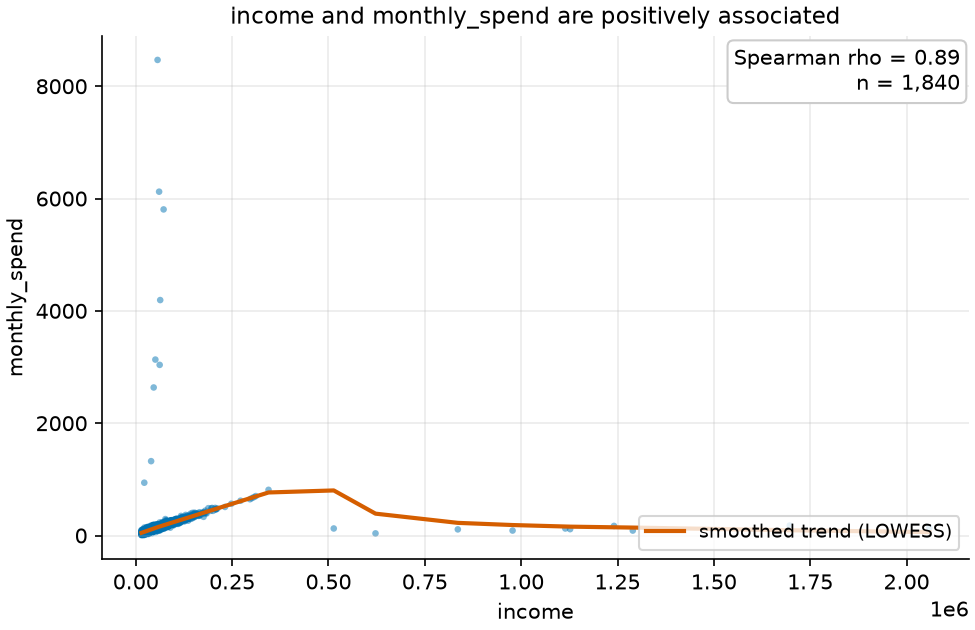 income and monthly_spend are positively associated
Spearman rho = 0.89
n = 1,840
monthly_spend
8000
6000
4000
2000
0
smoothed trend (LOWESS)
0.00 0.25 0.50 0.75 1.00 1.25 1.50 1.75 2.00
1e6
income